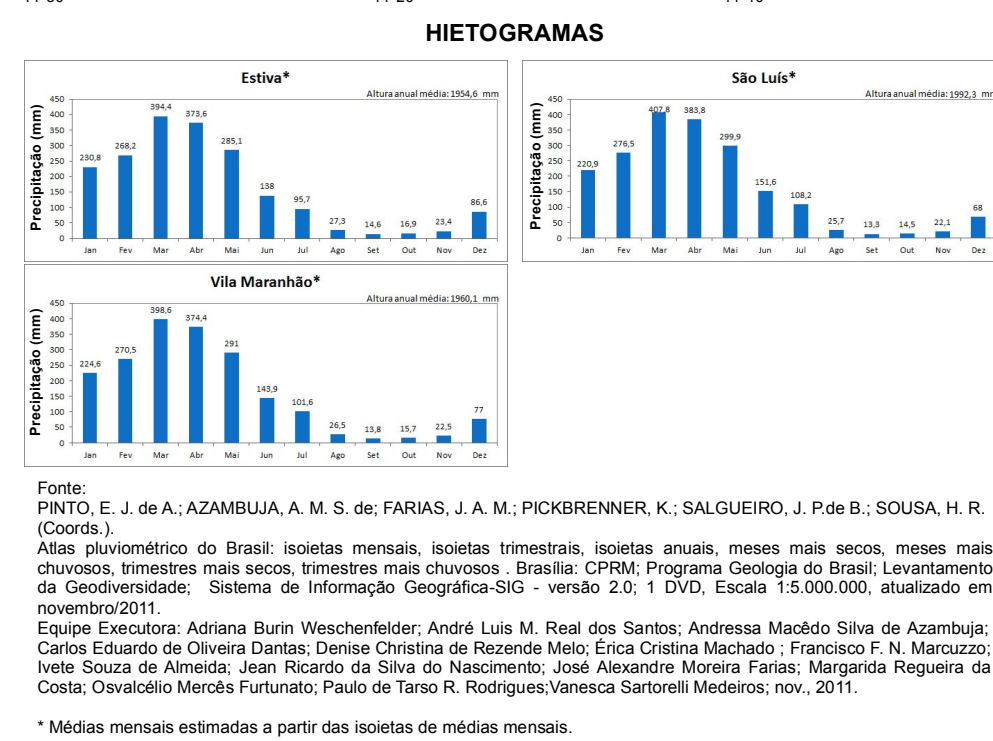 HIETOGRAMAS
Estiva*
Altura anual média: 1954,6 mm
Precipitação (mm)
450
400
350
300
250
200
150
100
50
0
230,8
268,2
394,4
373,6
285,1
138
95,7
27,3
14,6
16,9
23,4
86,6
Jan Fev Mar Abr Mai Jun Jul Ago Set Out Nov Dez
São Luís*
Altura anual média: 1992,3 mm
Precipitação (mm)
450
400
350
300
250
200
150
100
50
0
220,9
276,5
407,8
383,8
299,9
151,6
108,2
25,7
13,3
14,5
22,1
68
Jan Fev Mar Abr Mai Jun Jul Ago Set Out Nov Dez
Vila Maranhão*
Altura anual média: 1960,1 mm
Precipitação (mm)
450
400
350
300
250
200
150
100
50
0
224,6
270,5
398,6
374,4
291
143,9
101,6
26,5
13,8
15,7
22,5
77
Jan Fev Mar Abr Mai Jun Jul Ago Set Out Nov Dez
Fonte:
PINTO, E. J. de A.; AZAMBUJA, A. M. S. de; FARIAS, J. A. M.; PICKBRENNER, K.; SALGUEIRO, J. P.de B.; SOUSA, H. R.
(Coords.).
Atlas pluviométrico do Brasil: isoietas mensais, isoietas trimestrais, isoietas anuais, meses mais secos, meses mais
chuvosos, trimestres mais secos, trimestres mais chuvosos . Brasília: CPRM; Programa Geologia do Brasil; Levantamento
da Geodiversidade; Sistema de Informação Geográfica-SIG - versão 2.0; 1 DVD, Escala 1:5.000.000, atualizado em
novembro/2011.
Equipe Executora: Adriana Burin Weschenfelder; André Luis M. Real dos Santos; Andressa Macêdo Silva de Azambuja;
Carlos Eduardo de Oliveira Dantas; Denise Christina de Rezende Melo; Érica Cristina Machado ; Francisco F. N. Marcuzzo;
Ivete Souza de Almeida; Jean Ricardo da Silva do Nascimento; José Alexandre Moreira Farias; Margarida Regueira da
Costa; Osvalcélio Mercês Furtunato; Paulo de Tarso R. Rodrigues;Vanesca Sartorelli Medeiros; nov., 2011.
* Médias mensais estimadas a partir das isoietas de médias mensais.